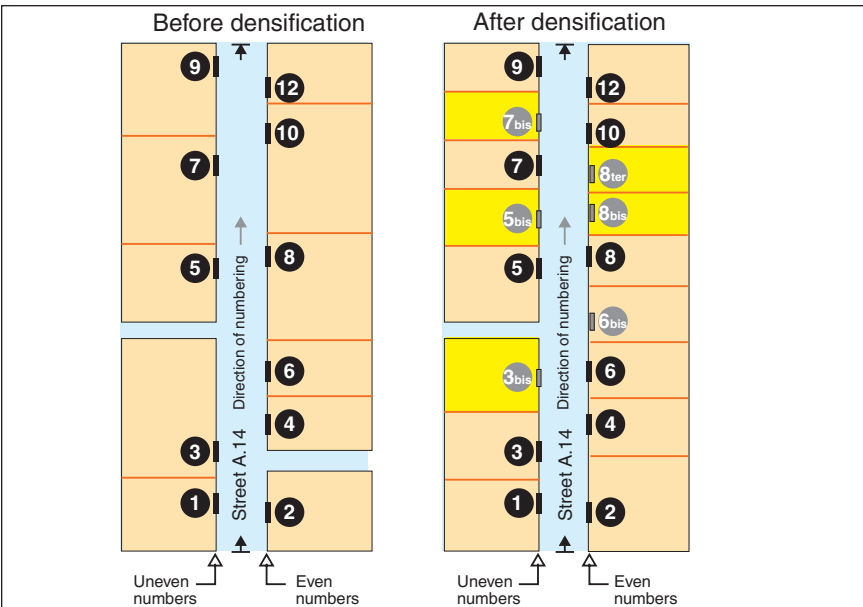 Before densification
9
7
5
3
1
12
10
8
6
4
2
Street A.14 Direction of numbering
Uneven
numbers
Even
numbers
After densification
9
7bis
7
5bis
5
3bis
3
1
12
10
8ter
8bis
8
6bis
6
4
2
Street A.14 Direction of numbering
Uneven
numbers
Even
numbers